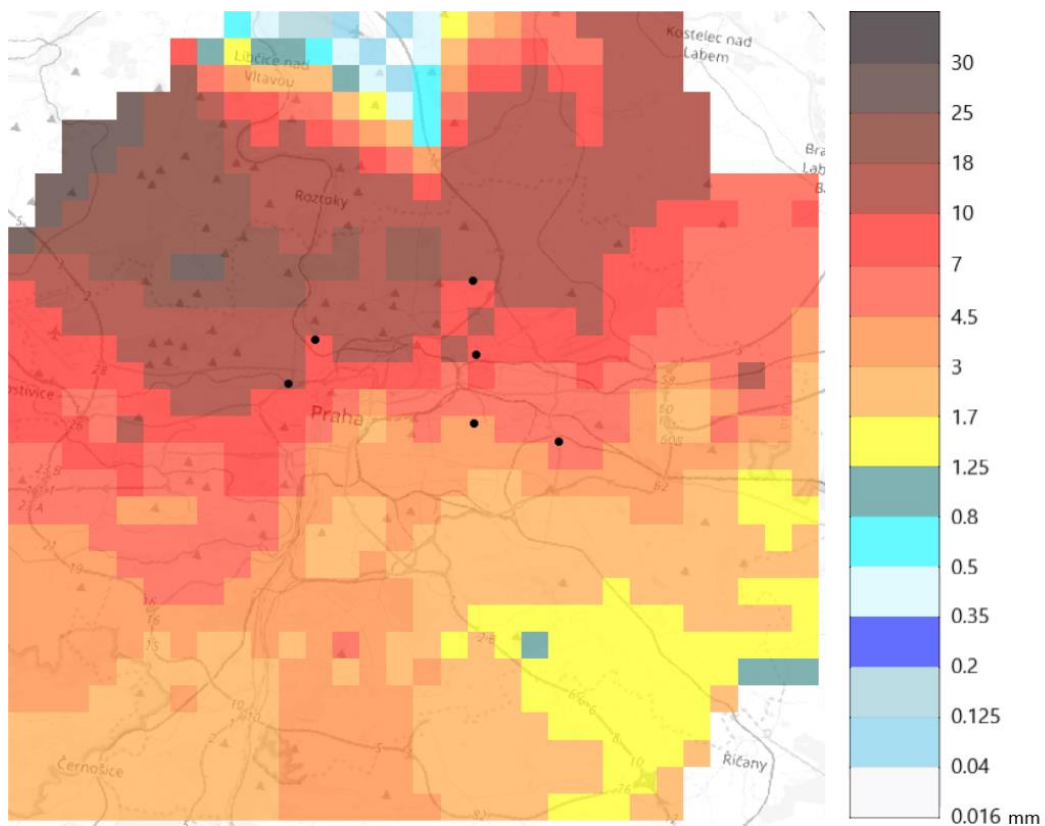 Kostelec nad
Labem
Libčice nad
Vltavou
Roztoky
Praha
Černošice
Říčany
30
25
18
10
7
4.5
3
1.7
1.25
0.8
0.5
0.35
0.2
0.125
0.04
0.016 mm